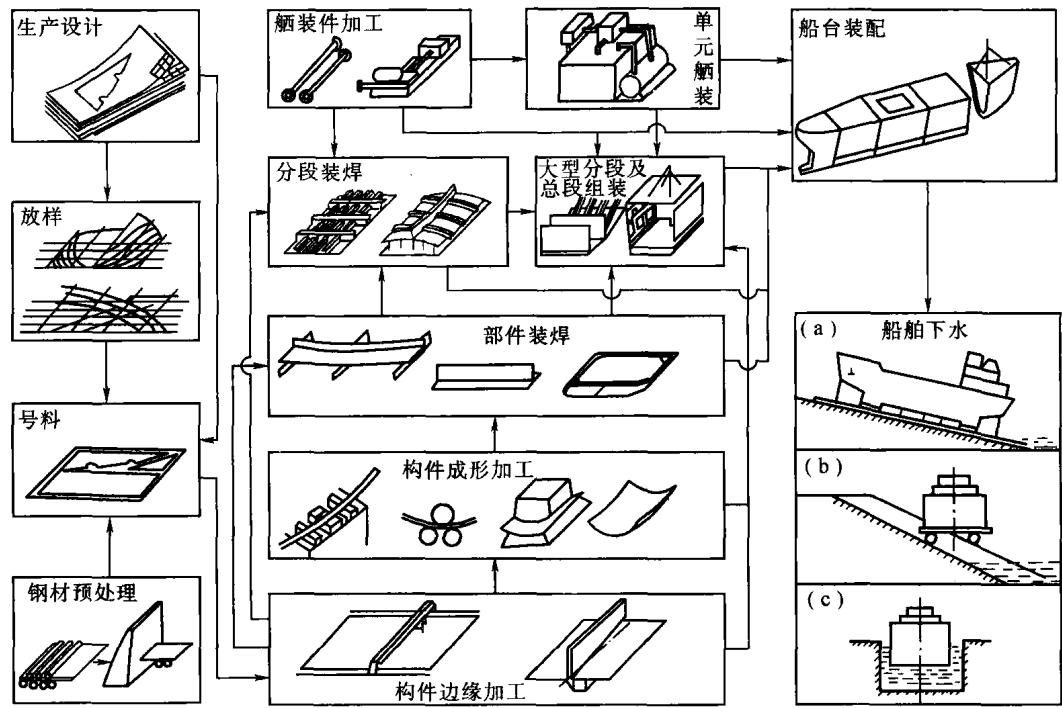 生产设计
放样
号料
钢材预处理
舾装件加工
单元舾装
分段装焊
大型分段及
总段组装
部件装焊
构件成形加工
构件边缘加工
船台装配
(a) 船舶下水
(b)
(c)